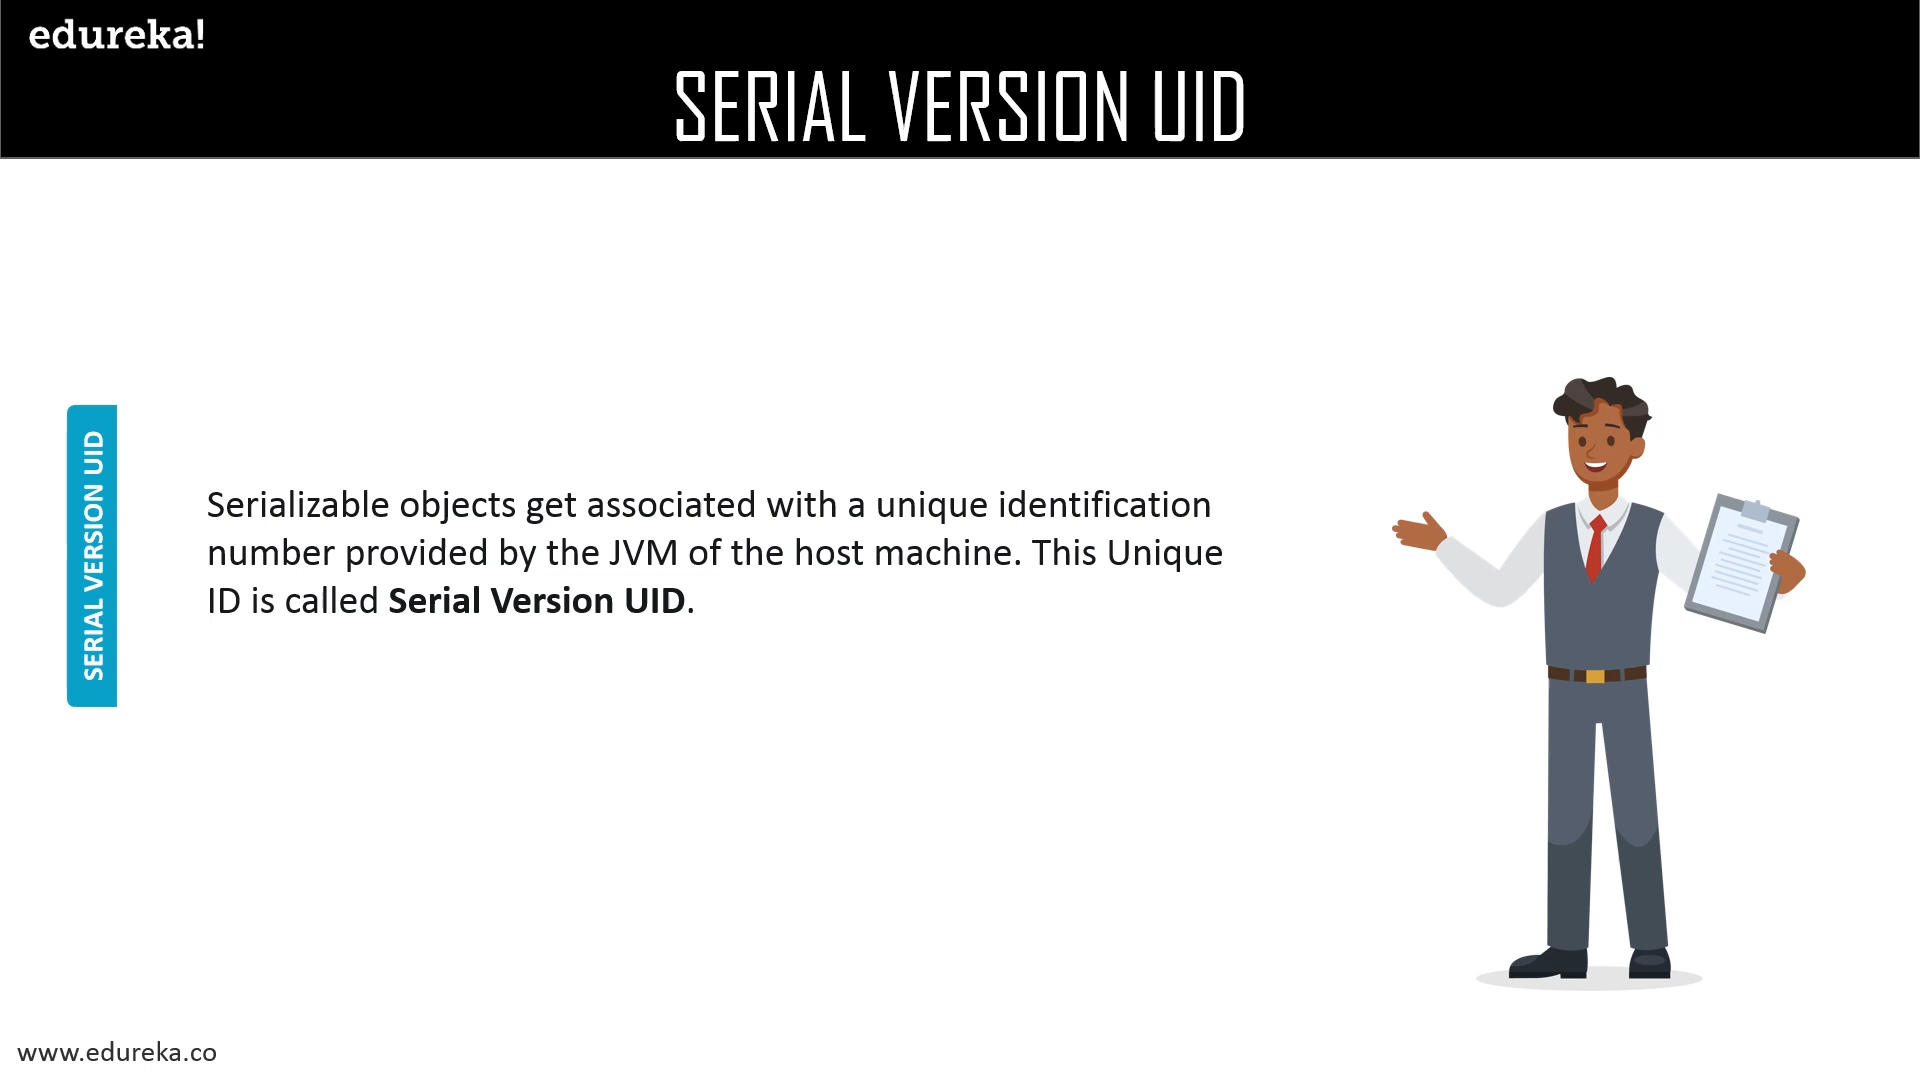 edureka!
SERIAL VERSION UID
SERIAL VERSION UID
Serializable objects get associated with a unique identification
number provided by the JVM of the host machine. This Unique
ID is called Serial Version UID.
www.edureka.co